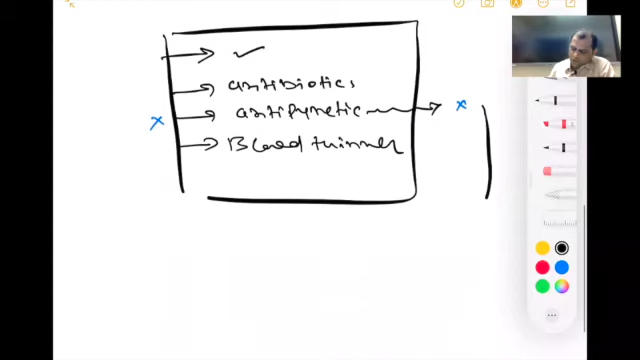 ✓
antibiotics
antipyretic x
x
Blood thinner